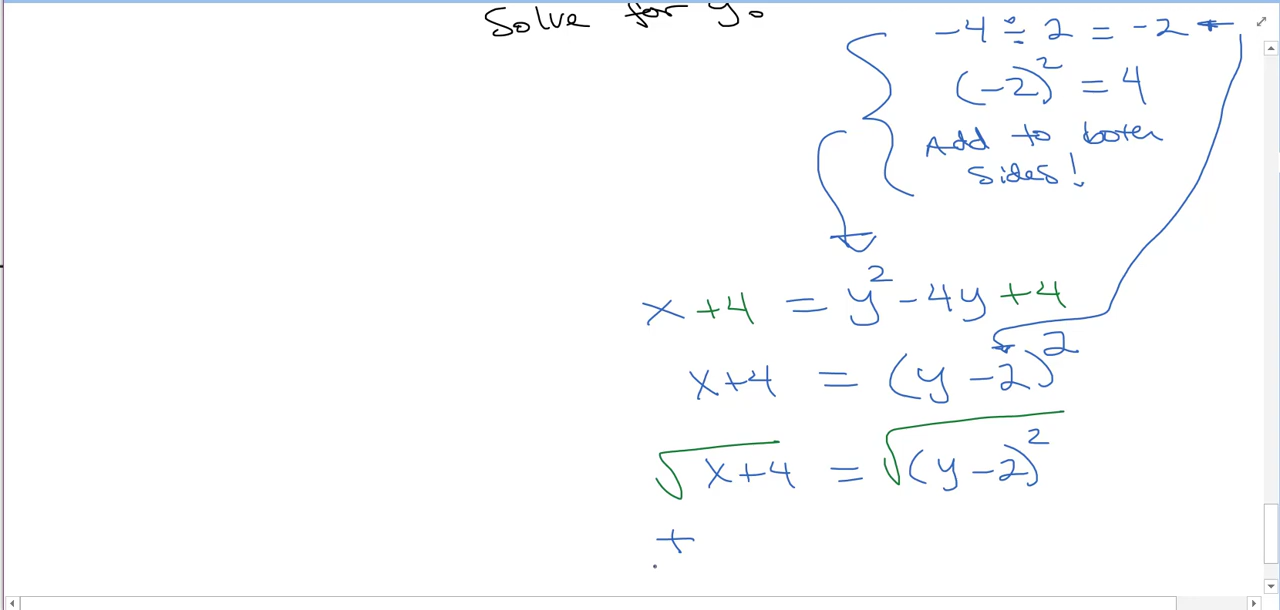 Solve for y.
-4 ÷ 2 = -2
(-2)² = 4
Add to both
sides!
x +4 = y² - 4y +4
x+4 = (y - 2)²
√x+4 = √(y-2)²
+